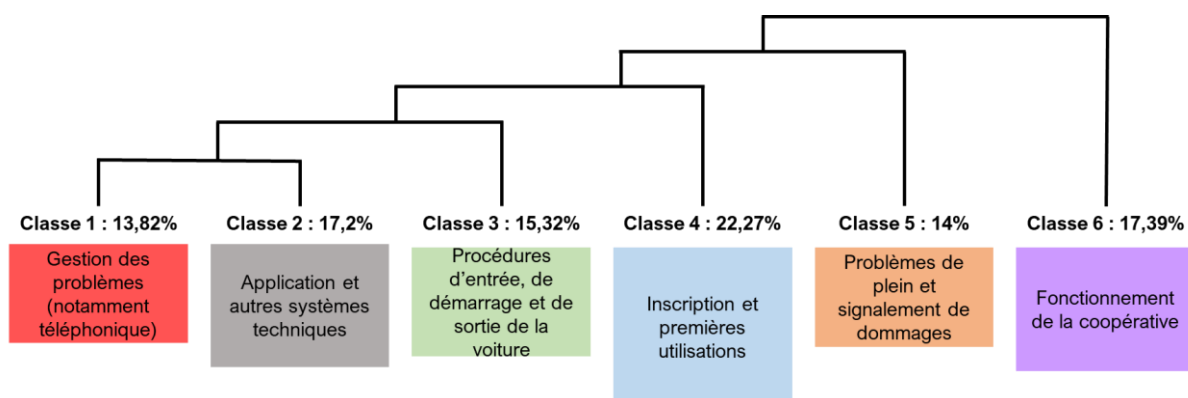 Classe 1 : 13,82%
Gestion des
problèmes
(notamment
téléphonique)
Classe 2 : 17,2%
Application et
autres systèmes
techniques
Classe 3 : 15,32%
Procédures
d'entrée, de
démarrage et de
sortie de la
voiture
Classe 4 : 22,27%
Inscription et
premières
utilisations
Classe 5 : 14%
Problèmes de
plein et
signalement de
dommages
Classe 6 : 17,39%
Fonctionnement
de la coopérative